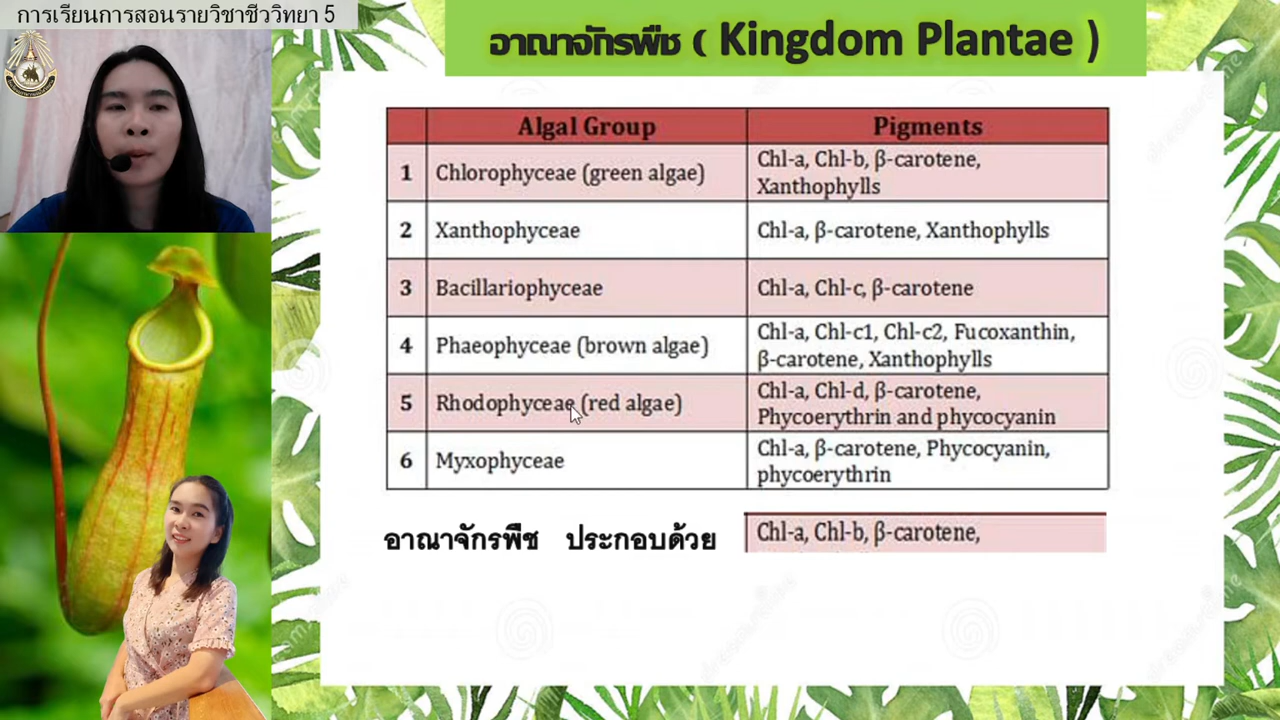 การเรียนการสอนรายวิชาชีววิทยา 5
อาณาจักรพืช ( Kingdom Plantae )
Algal Group Pigments
1 Chlorophyceae (green algae) Chl-a, Chl-b, β-carotene,
Xanthophylls
2 Xanthophyceae Chl-a, β-carotene, Xanthophylls
3 Bacillariophyceae Chl-a, Chl-c, β-carotene
4 Phaeophyceae (brown algae) Chl-a, Chl-c1, Chl-c2, Fucoxanthin,
β-carotene, Xanthophylls
5 Rhodophyceae (red algae) Chl-a, Chl-d, β-carotene,
Phycoerythrin and phycocyanin
6 Myxophyceae Chl-a, β-carotene, Phycocyanin,
phycoerythrin
อาณาจักรพืช ประกอบด้วย Chl-a, Chl-b, β-carotene,